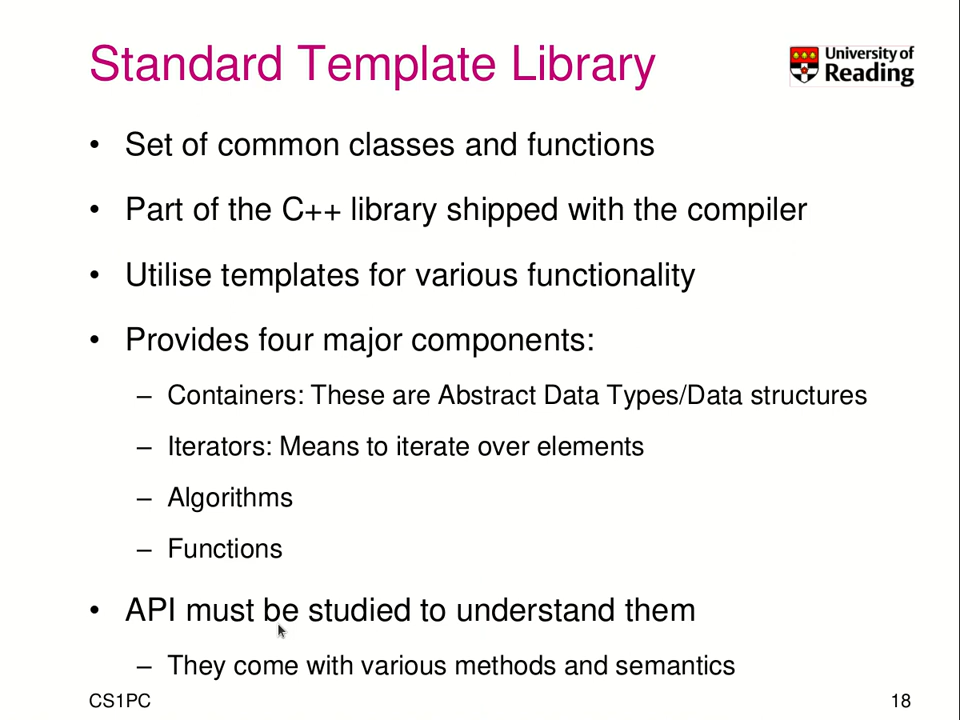 Standard Template Library
University of
Reading
• Set of common classes and functions
• Part of the C++ library shipped with the compiler
• Utilise templates for various functionality
• Provides four major components:
– Containers: These are Abstract Data Types/Data structures
– Iterators: Means to iterate over elements
– Algorithms
– Functions
• API must be studied to understand them
– They come with various methods and semantics
CS1PC
18